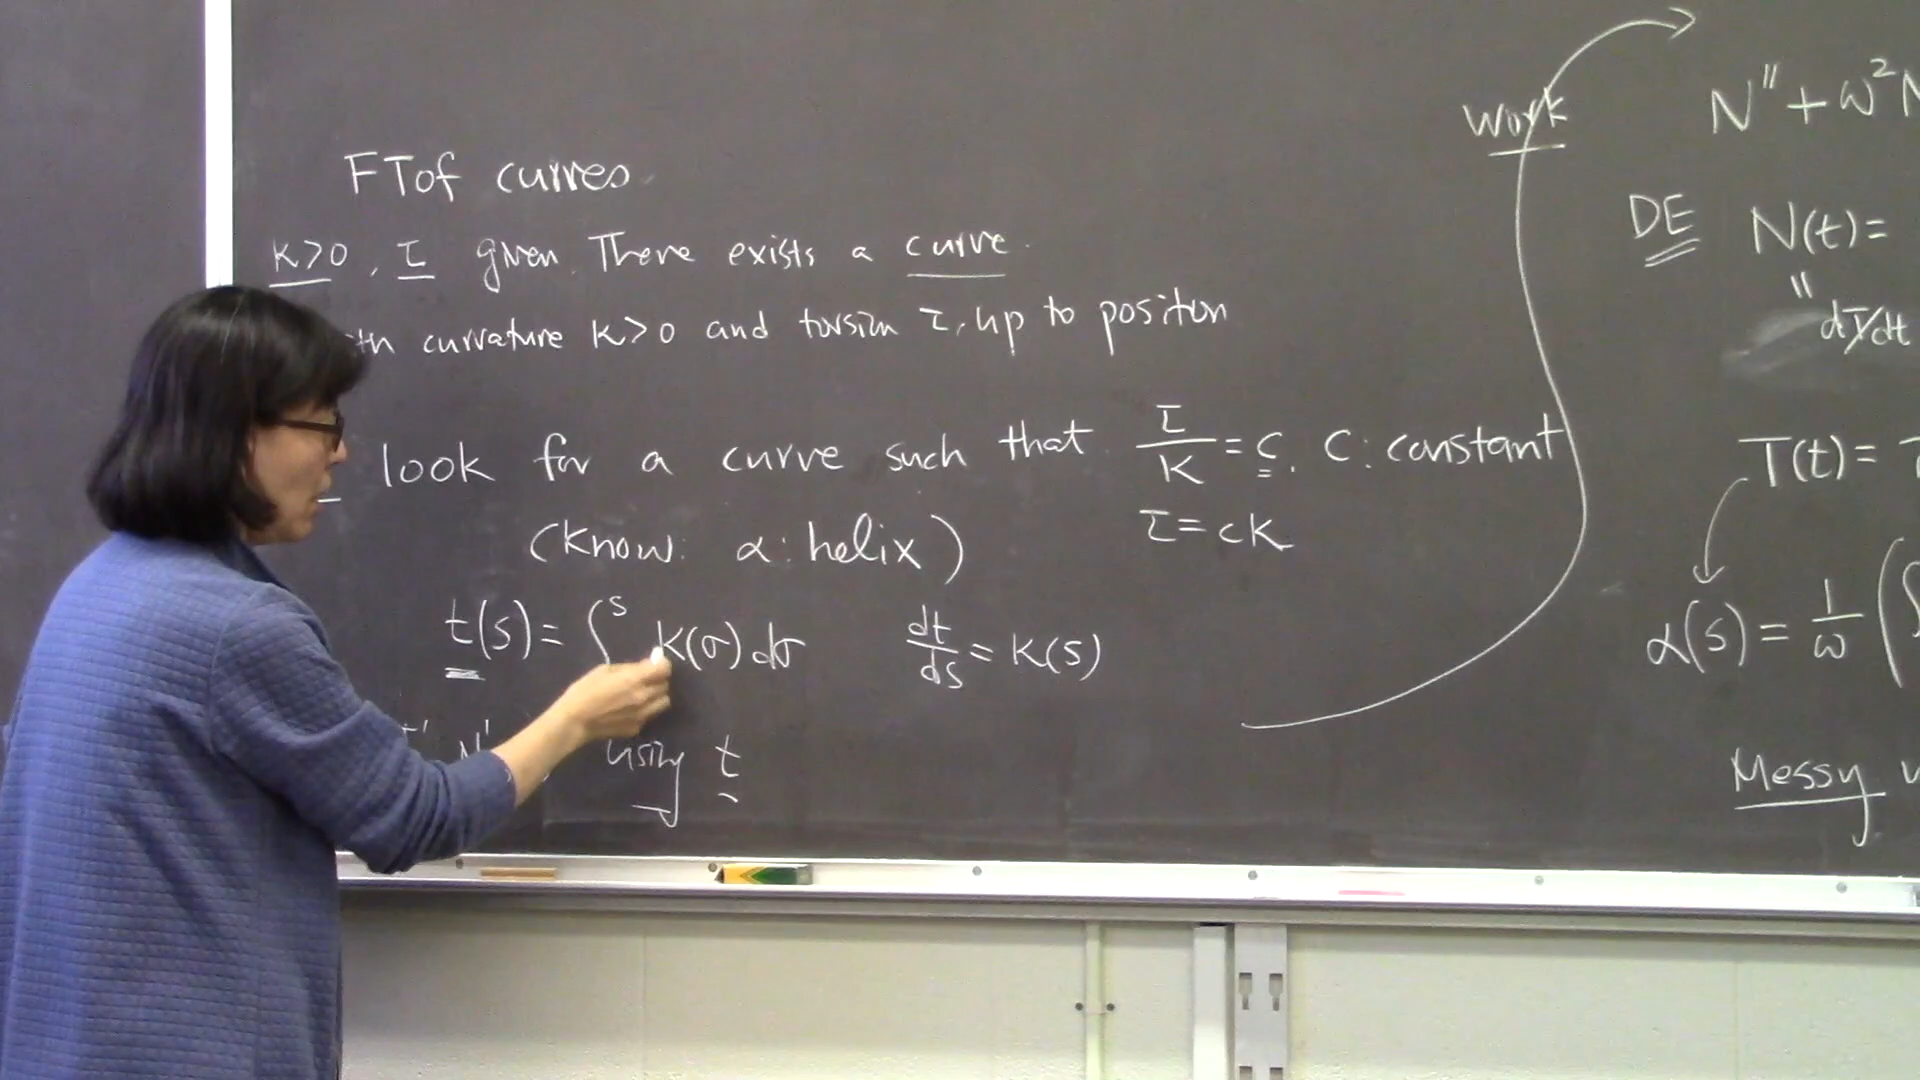 FT of curves
K>0, τ given. There exists a curve.
curvature K>0 and torsion τ, up to position
look for a curve such that τ/K = c. C: constant
(know: α: helix) τ = cK
t(s) = ∫^s K(σ) dσ dt/ds = K(s)
N' using t
Work
N'' + ω²N
DE N(t) =
" dT/dt
T(t) =
α(s) = 1/ω (
Messy